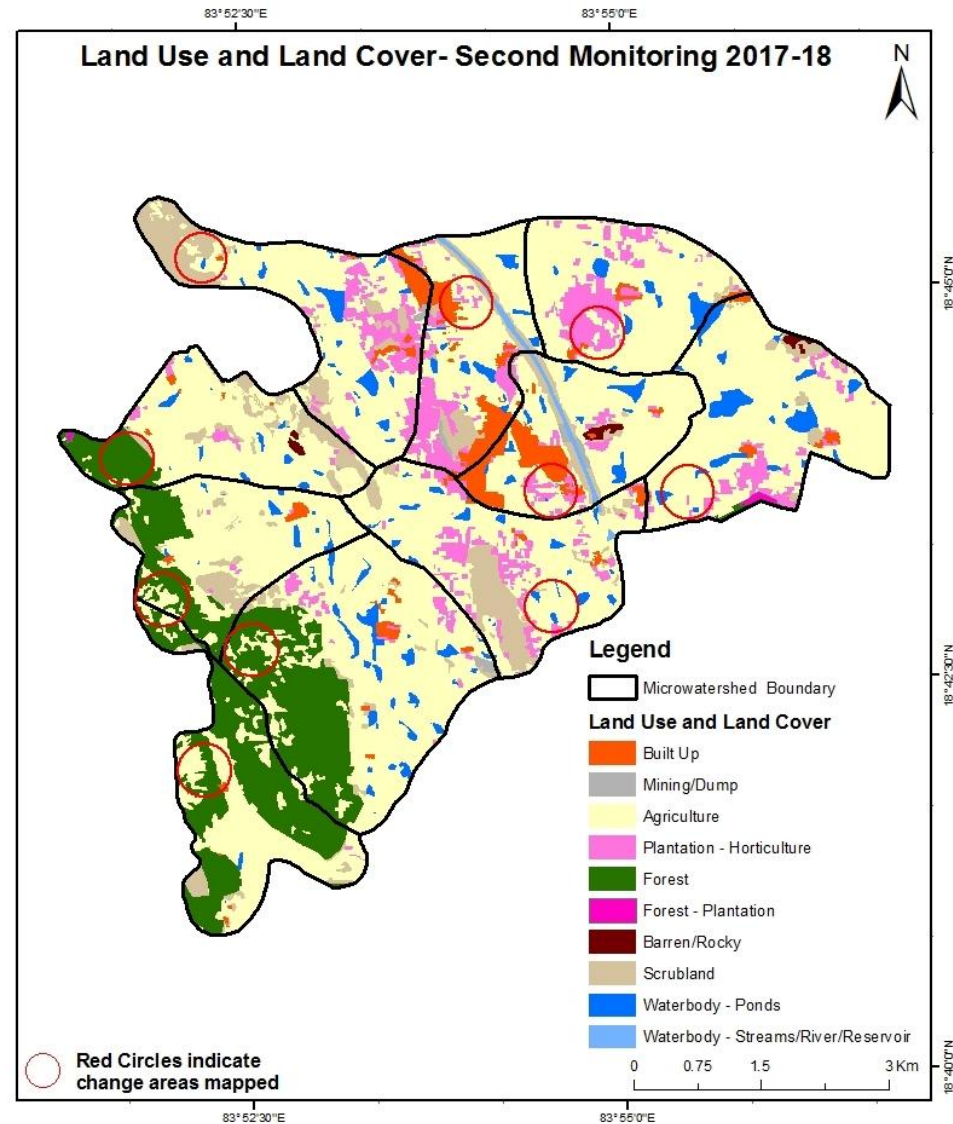 83°52'30"E
83°55'0"E
Land Use and Land Cover- Second Monitoring 2017-18
N
18°45'0"N
18°42'30"N
Legend
Microwatershed Boundary
Land Use and Land Cover
Built Up
Mining/Dump
Agriculture
Plantation - Horticulture
Forest
Forest - Plantation
Barren/Rocky
Scrubland
Waterbody - Ponds
Waterbody - Streams/River/Reservoir
0 0.75 1.5 3 Km
Red Circles indicate
change areas mapped
18°40'0"N
83°52'30"E
83°55'0"E